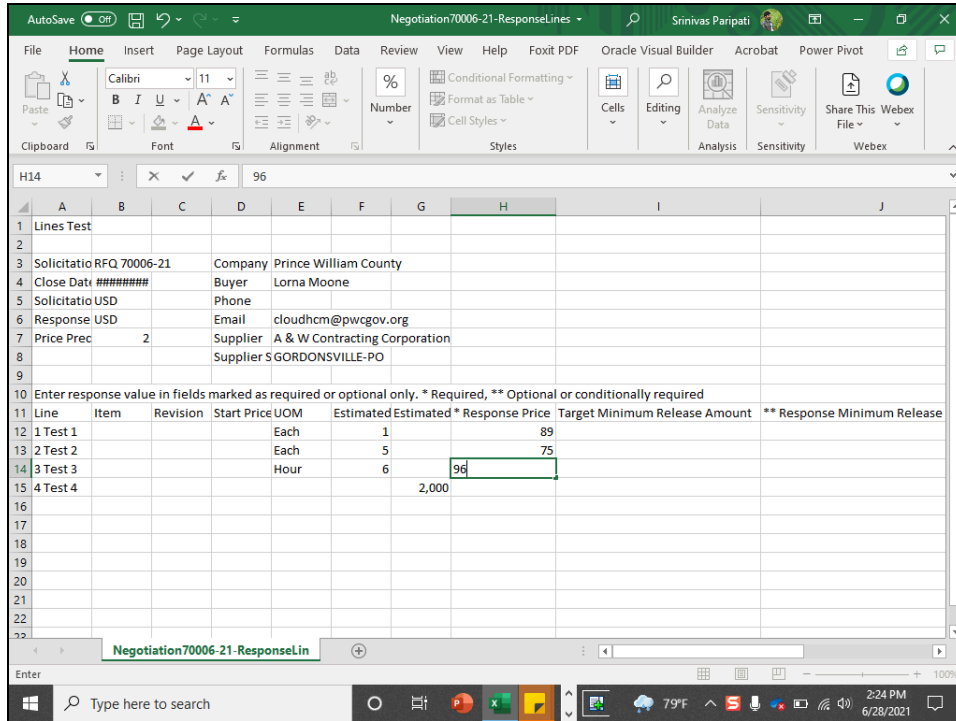 AutoSave Off Negotiation70006-21-ResponseLines Srinivas Paripati
File Home Insert Page Layout Formulas Data Review View Help Foxit PDF Oracle Visual Builder Acrobat Power Pivot
Paste Calibri 11 B I U A A A ab % Number Conditional Formatting Format as Table Cell Styles Cells Editing Analyze Data Sensitivity Share This File Webex
Clipboard Font Alignment Styles Analysis Sensitivity Webex
H14 fx 96
A B C D E F G H I J
1 Lines Test
2
3 Solicitatio RFQ 70006-21 Company Prince William County
4 Close Date ######## Buyer Lorna Moone
5 Solicitatio USD Phone
6 Response USD Email cloudhcm@pwcgov.org
7 Price Prec 2 Supplier A & W Contracting Corporation
8 Supplier S GORDONSVILLE-PO
9
10 Enter response value in fields marked as required or optional only. * Required, ** Optional or conditionally required
11 Line Item Revision Start Price UOM Estimated Estimated * Response Price Target Minimum Release Amount ** Response Minimum Release
12 1 Test 1 Each 1 89
13 2 Test 2 Each 5 75
14 3 Test 3 Hour 6 96
15 4 Test 4 2,000
16
17
18
19
20
21
22
23
Negotiation70006-21-ResponseLin
Enter 100%
Type here to search 79°F 2:24 PM
6/28/2021